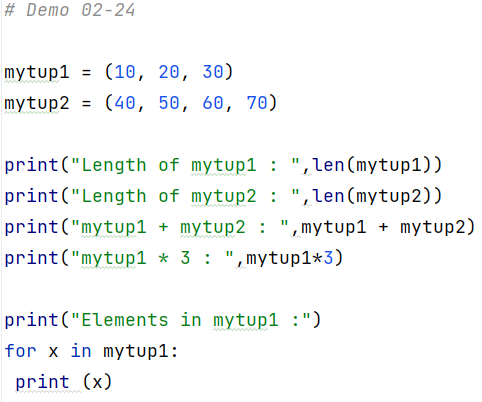 # Demo 02-24
mytup1 = (10, 20, 30)
mytup2 = (40, 50, 60, 70)
print("Length of mytup1 : ",len(mytup1))
print("Length of mytup2 : ",len(mytup2))
print("mytup1 + mytup2 : ",mytup1 + mytup2)
print("mytup1 * 3 : ",mytup1*3)
print("Elements in mytup1 :")
for x in mytup1:
 print (x)